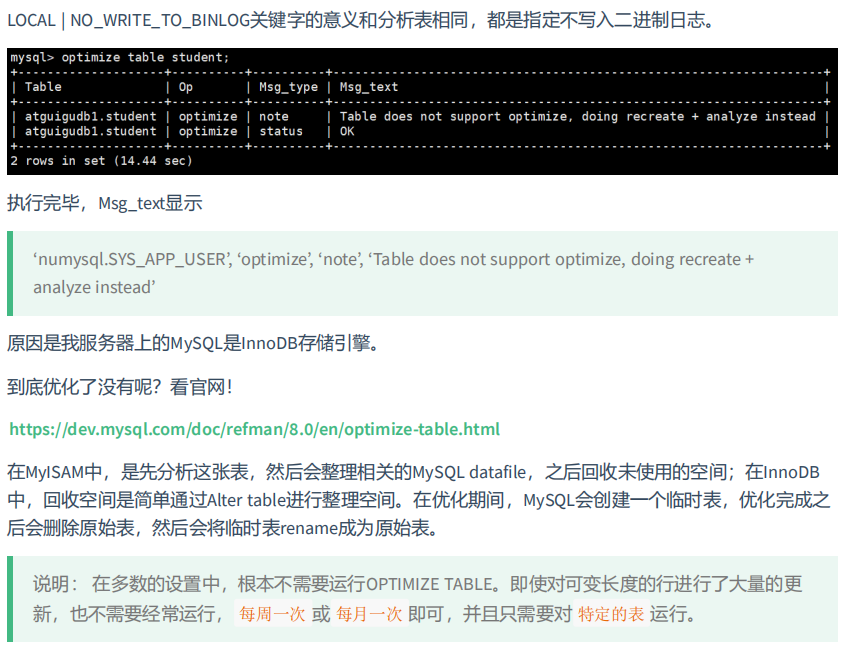 LOCAL | NO_WRITE_TO_BINLOG关键字的意义和分析表相同，都是指定不写入二进制日志。
mysql> optimize table student;
+--------------------+----------+----------+-------------------------------------------------------------------+
| Table              | Op       | Msg_type | Msg_text                                                          |
+--------------------+----------+----------+-------------------------------------------------------------------+
| atguigudb1.student | optimize | note     | Table does not support optimize, doing recreate + analyze instead |
| atguigudb1.student | optimize | status   | OK                                                                |
+--------------------+----------+----------+-------------------------------------------------------------------+
2 rows in set (14.44 sec)
执行完毕，Msg_text显示
‘numysql.SYS_APP_USER’, ‘optimize’, ‘note’, ‘Table does not support optimize, doing recreate +
analyze instead’
原因是我服务器上的MySQL是InnoDB存储引擎。
到底优化了没有呢？看官网！
https://dev.mysql.com/doc/refman/8.0/en/optimize-table.html
在MyISAM中，是先分析这张表，然后会整理相关的MySQL datafile，之后回收未使用的空间；在InnoDB
中，回收空间是简单通过Alter table进行整理空间。在优化期间，MySQL会创建一个临时表，优化完成之
后会删除原始表，然后会将临时表rename成为原始表。
说明： 在多数的设置中，根本不需要运行OPTIMIZE TABLE。即使对可变长度的行进行了大量的更
新，也不需要经常运行， 每周一次 或 每月一次 即可，并且只需要对 特定的表 运行。